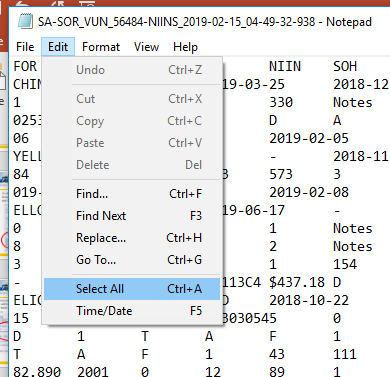 SA-SOR_VUN_56484-NIINS_2019-02-15_04-49-32-938 - Notepad
File Edit Format View Help
FOR NIIN SOH
CHIN 19-03-25 2018-12
1 330 Notes
0253 D A
06 2019-02-05
YELL - 2018-11
84 3 573 3
019- 2019-02-08
ELLO 19-06-17 -
0 1 Notes
8 2 Notes
3 1 154
- 113C4 $437.18 D
ELIG D 2018-10-22
15 3030545 0
D 1 T A F 1
T A F 1 43 111
82.890 2001 0 12 89 1
Undo Ctrl+Z
Cut Ctrl+X
Copy Ctrl+C
Paste Ctrl+V
Delete Del
Find... Ctrl+F
Find Next F3
Replace... Ctrl+H
Go To... Ctrl+G
Select All Ctrl+A
Time/Date F5